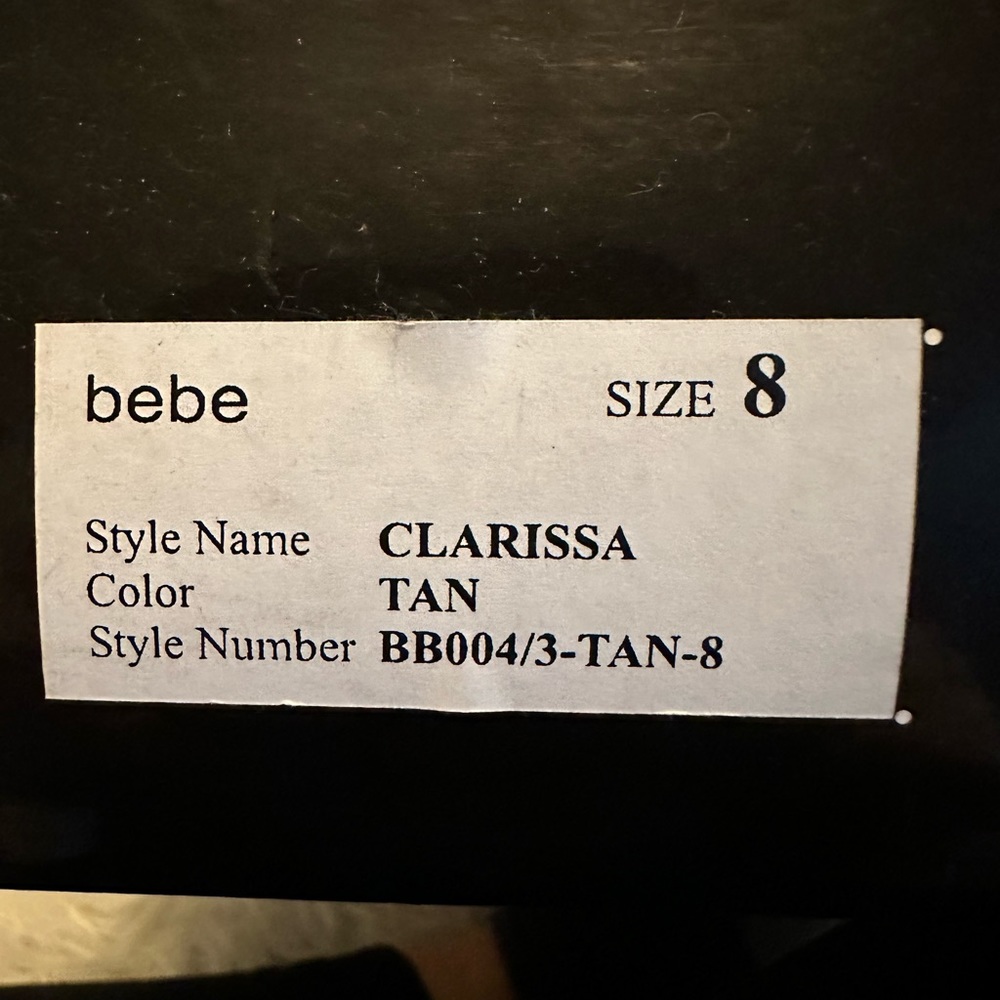 bebe SIZE 8
Style Name CLARISSA
Color TAN
Style Number BB004/3-TAN-8